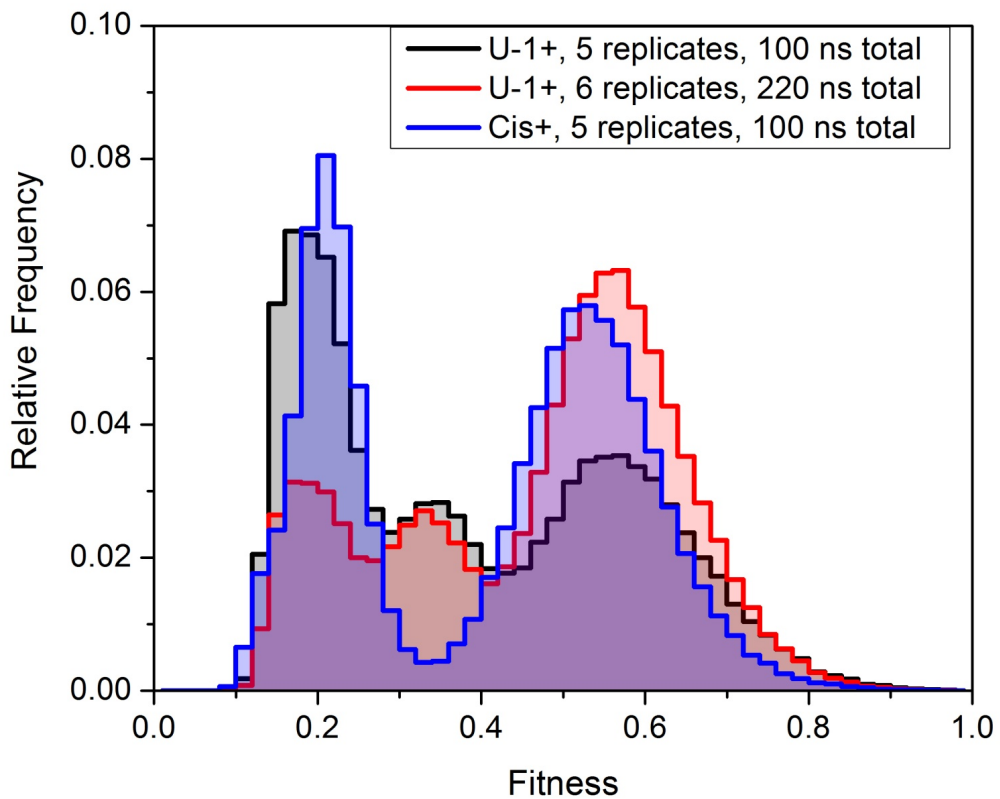 0.10
0.08
0.06
0.04
0.02
0.00
Relative Frequency
U-1+, 5 replicates, 100 ns total
U-1+, 6 replicates, 220 ns total
Cis+, 5 replicates, 100 ns total
0.0 0.2 0.4 0.6 0.8 1.0
Fitness